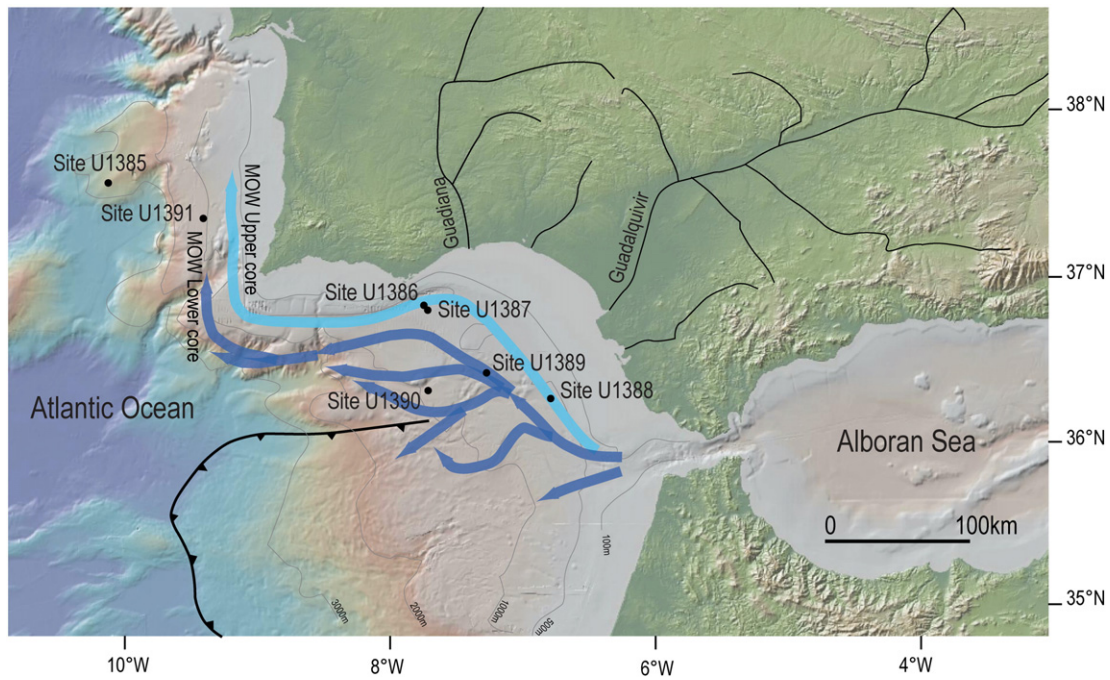 38°N
Site U1385
Site U1391
MOW Upper core
MOW Lower core
Guadiana
Guadalquivir
37°N
Site U1386
Site U1387
Site U1389
Site U1388
Site U1390
Atlantic Ocean
Alboran Sea
36°N
0
100km
100m
35°N
3000m
2000m
1000m
500m
10°W
8°W
6°W
4°W